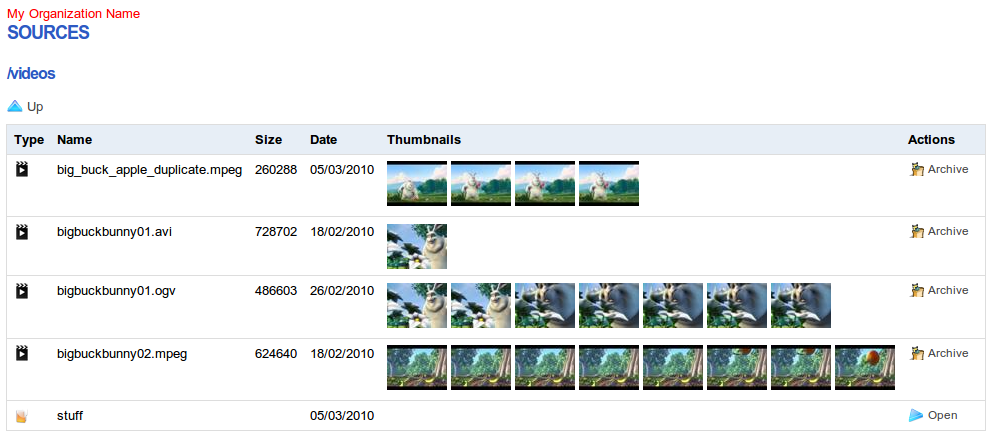 My Organization Name
SOURCES
/videos
Up
Type Name Size Date Thumbnails Actions
big_buck_apple_duplicate.mpeg 260288 05/03/2010 Archive
bigbuckbunny01.avi 728702 18/02/2010 Archive
bigbuckbunny01.ogv 486603 26/02/2010 Archive
bigbuckbunny02.mpeg 624640 18/02/2010 Archive
stuff 05/03/2010 Open